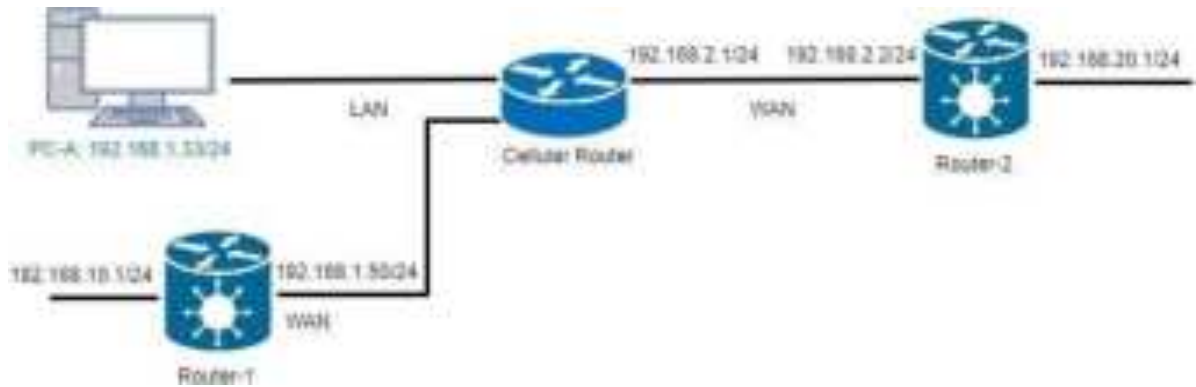 192.168.2.1/24
192.168.2.2/24
192.168.20.1/24
LAN
WAN
PC-A: 192.168.1.33/24
Cellular Router
Router-2
192.168.10.1/24
192.168.1.50/24
WAN
Router-1